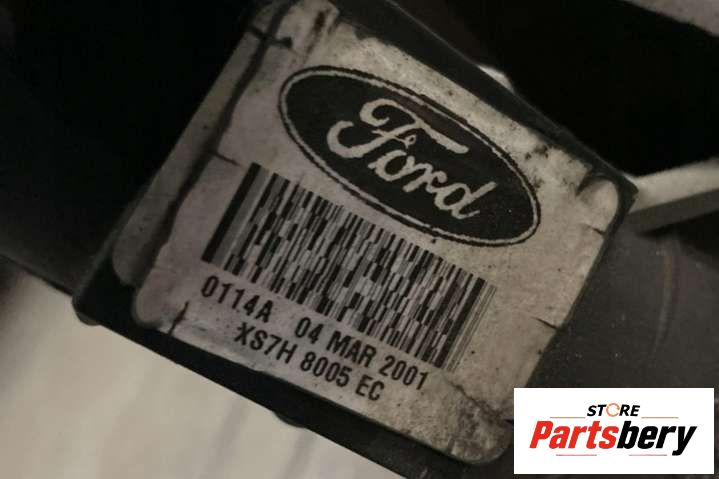 Ford
0114A 04 MAR 2001
XS7H 8005 EC
STORE
Partsbery